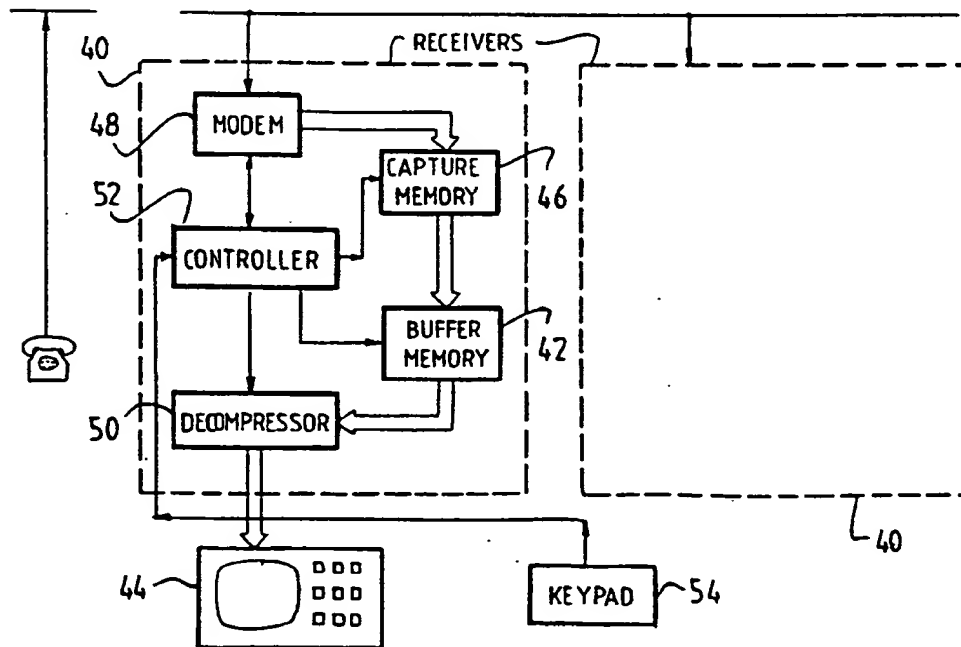 RECEIVERS
40
MODEM
48
CAPTURE
MEMORY
46
52
CONTROLLER
BUFFER
MEMORY
42
DECOMPRESSOR
50
40
44
KEYPAD
54